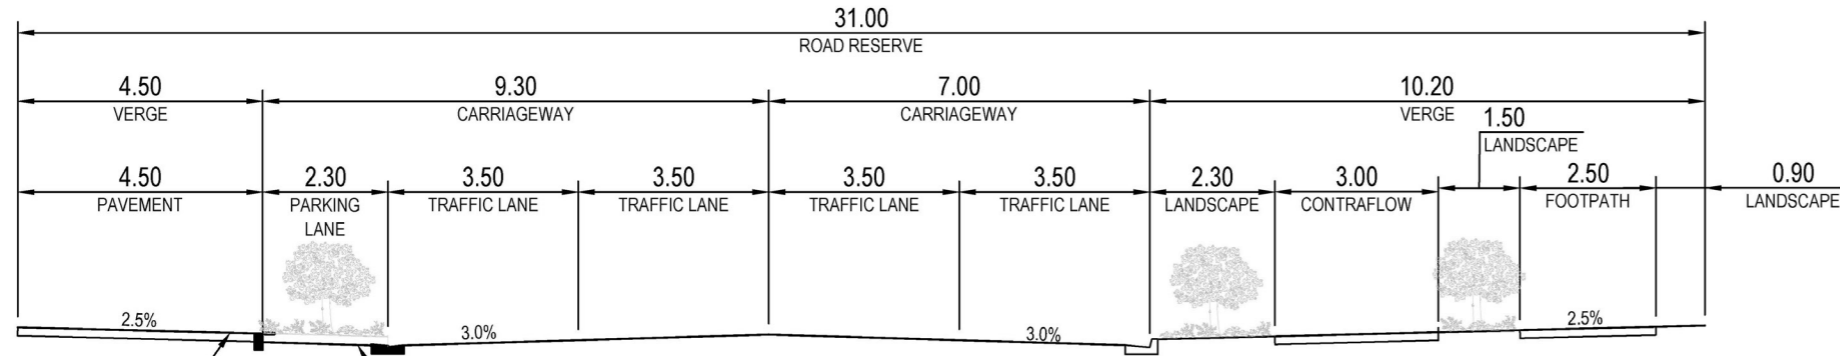 31.00
ROAD RESERVE
4.50
VERGE
9.30
CARRIAGEWAY
7.00
CARRIAGEWAY
10.20
VERGE
1.50
LANDSCAPE
4.50
PAVEMENT
2.30
PARKING
LANE
3.50
TRAFFIC LANE
3.50
TRAFFIC LANE
3.50
TRAFFIC LANE
3.50
TRAFFIC LANE
2.30
LANDSCAPE
3.00
CONTRAFLOW
2.50
FOOTPATH
0.90
LANDSCAPE
2.5%
3.0%
3.0%
2.5%